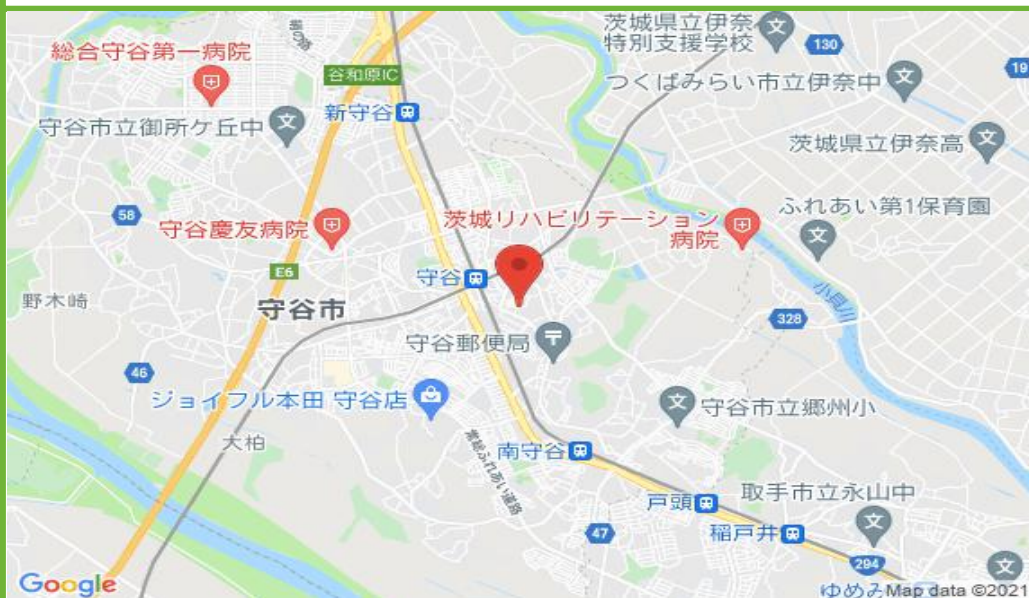 茨城県立伊奈
特別支援学校
130
総合守谷第一病院
谷和原IC
つくばみらい市立伊奈中
19
新守谷
守谷市立御所ケ丘中
茨城県立伊奈高
58
守谷慶友病院
茨城リハビリテーション
病院
ふれあい第1保育園
E6
守谷
野木崎
守谷市
小貝川
328
守谷郵便局
46
ジョイフル本田 守谷店
守谷市立郷州小
大柏
常総ふれあい道路
南守谷
戸頭
取手市立永山中
47
稲戸井
294
Google
ゆめみ
Map data ©2021